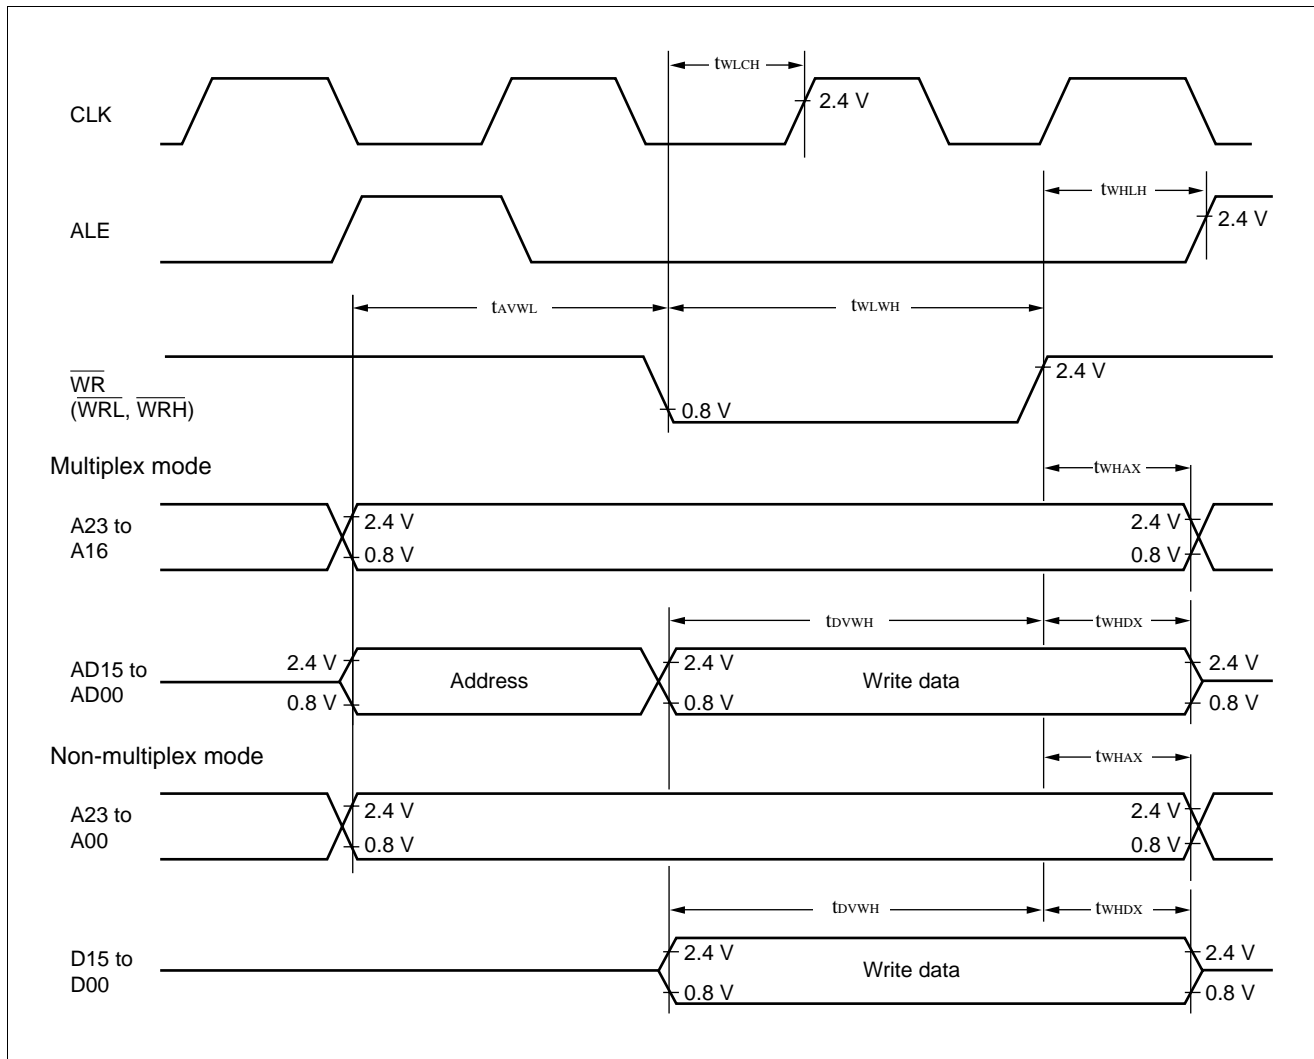 tWLCH
CLK
2.4 V
tWHLH
ALE
2.4 V
tAVWL
tWLWH
WR
(WRL, WRH)
2.4 V
0.8 V
Multiplex mode
tWHAX
A23 to
A16
2.4 V
0.8 V
2.4 V
0.8 V
tDVWH
tWHDX
AD15 to
AD00
2.4 V
0.8 V
Address
2.4 V
0.8 V
Write data
2.4 V
0.8 V
Non-multiplex mode
tWHAX
A23 to
A00
2.4 V
0.8 V
2.4 V
0.8 V
tDVWH
tWHDX
D15 to
D00
2.4 V
0.8 V
Write data
2.4 V
0.8 V